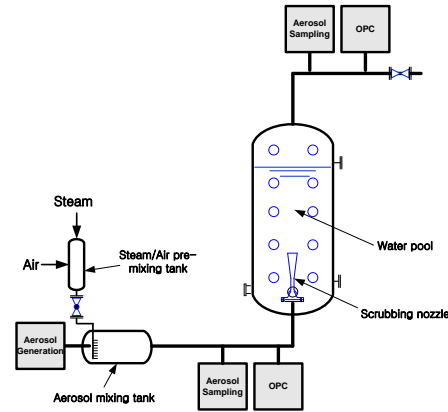 Aerosol
Sampling
OPC
Steam
Steam/Air pre-
mixing tank
Air
Water pool
Scrubbing nozzle
Aerosol
Generation
Aerosol mixing tank
Aerosol
Sampling
OPC